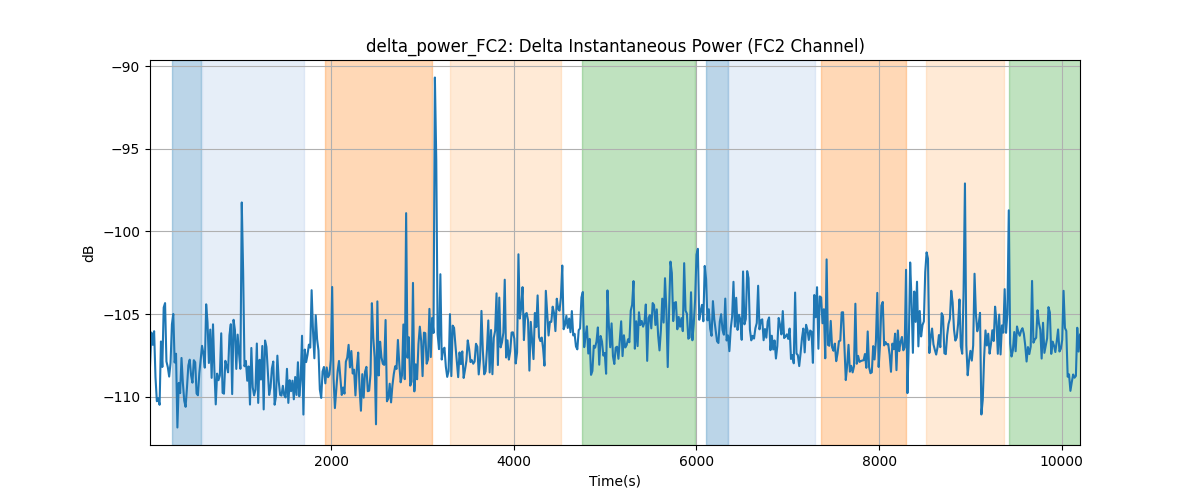 delta_power_FC2: Delta Instantaneous Power (FC2 Channel)
−90
−95
−100
−105
−110
dB
2000 4000 6000 8000 10000
Time(s)